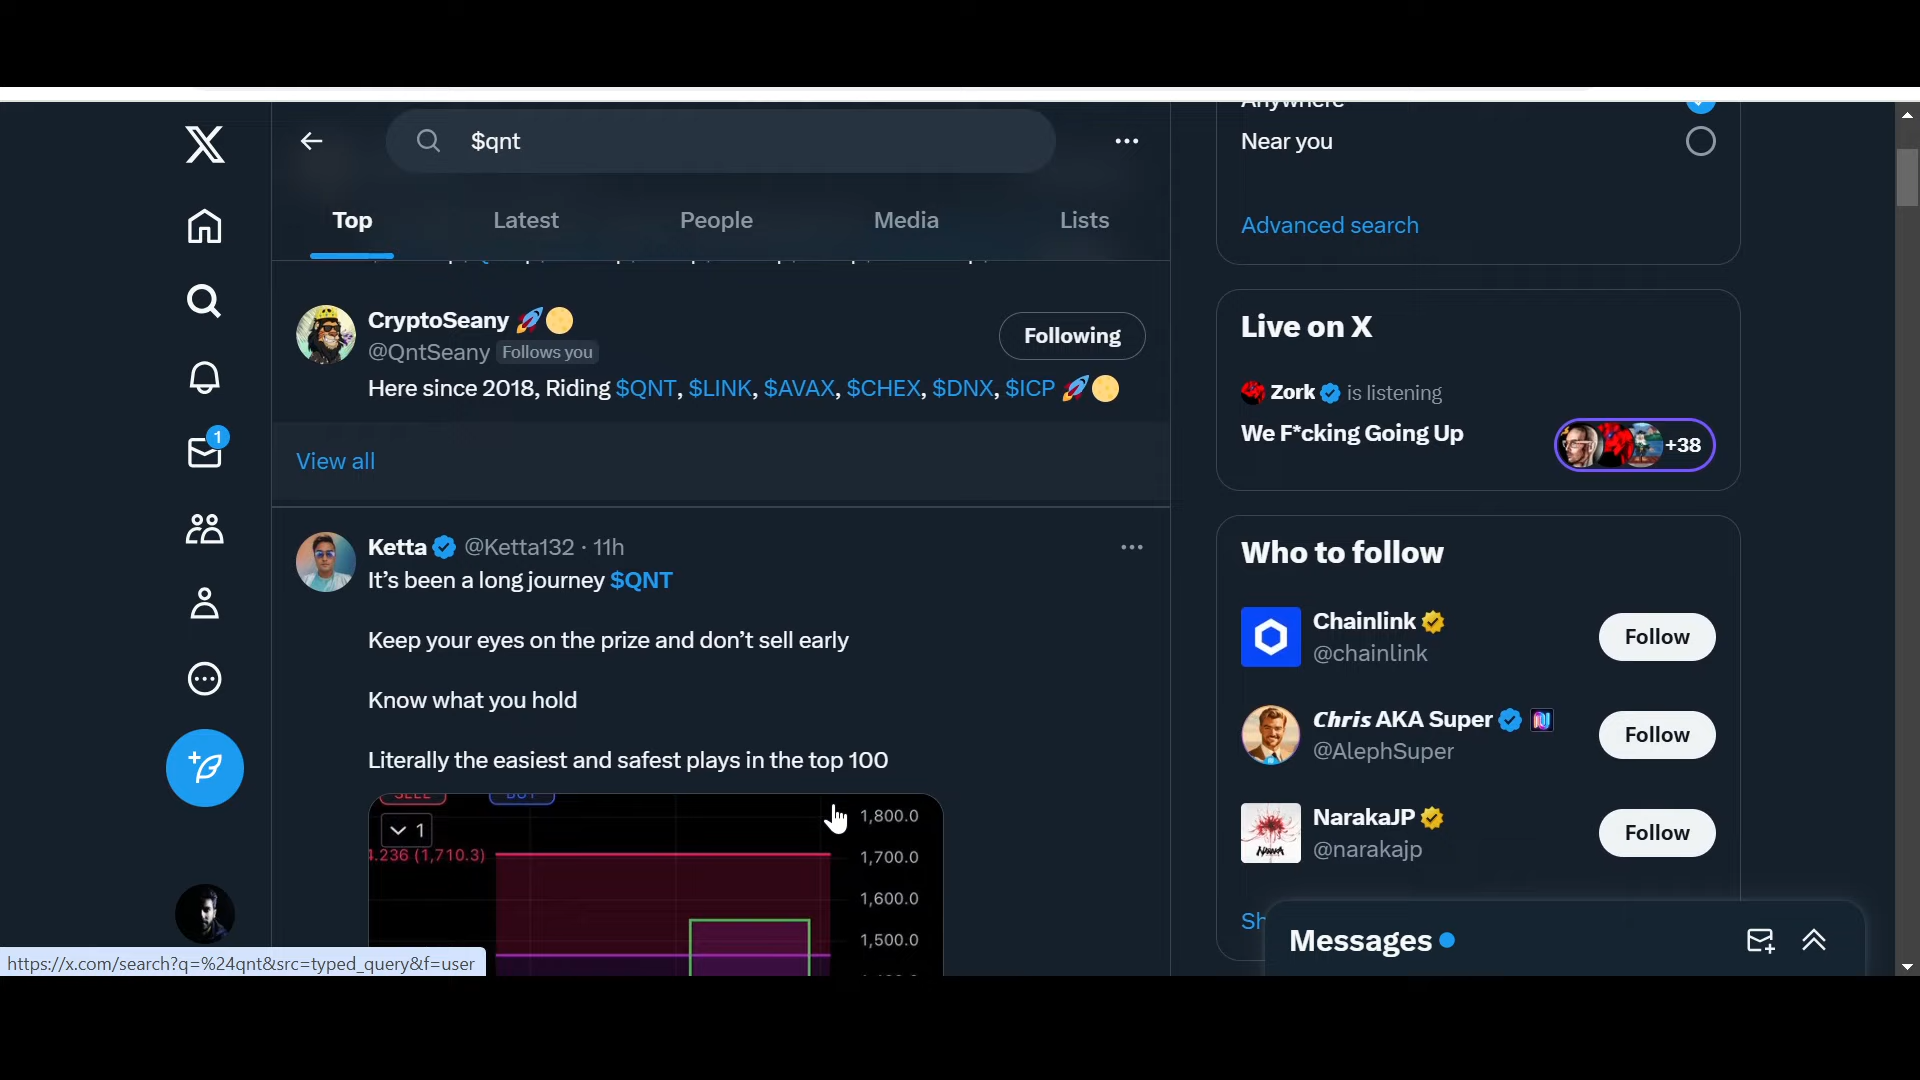 $qnt
Top
Latest
People
Media
Lists
CryptoSeany 🚀🌕
@QntSeany Follows you
Following
Here since 2018, Riding $QNT, $LINK, $AVAX, $CHEX, $DNX, $ICP 🚀🌕
View all
Ketta @Ketta132 · 11h
It’s been a long journey $QNT
Keep your eyes on the prize and don’t sell early
Know what you hold
Literally the easiest and safest plays in the top 100
SELL
BUY
1
4.236 (1,710.3)
1,800.0
1,700.0
1,600.0
1,500.0
1
Anywhere
Near you
Advanced search
Live on X
Zork is listening
We F*cking Going Up
+38
Who to follow
Chainlink
@chainlink
Follow
Chris AKA Super
@AlephSuper
Follow
NarakaJP
@narakajp
Follow
Messages
https://x.com/search?q=%24qnt&src=typed_query&f=user